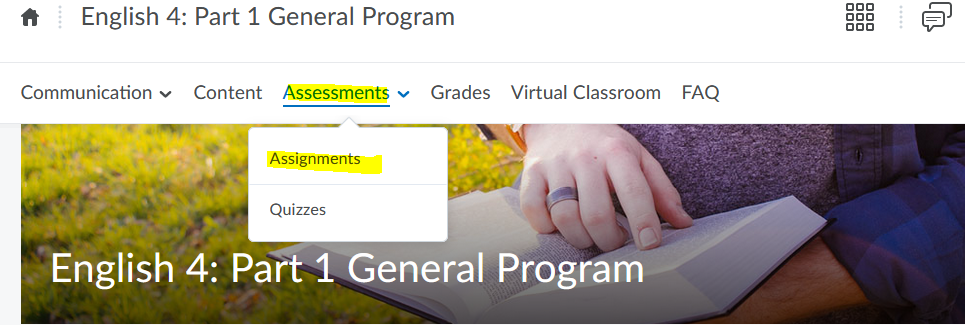 English 4: Part 1 General Program
Communication Content Assessments Grades Virtual Classroom FAQ
Assignments
Quizzes
English 4: Part 1 General Program